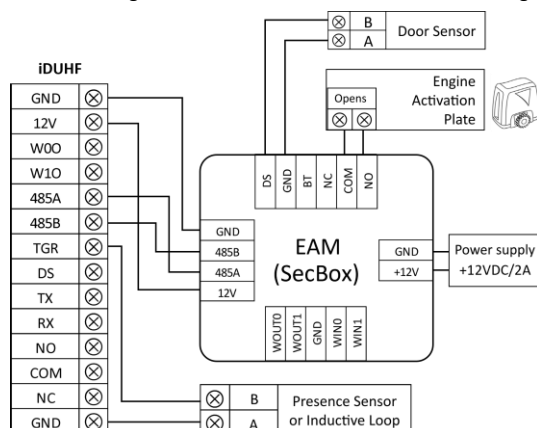 B
A
Door Sensor
Opens
Engine
Activation
Plate
iDUHF
GND
12V
W0O
W1O
485A
485B
TGR
DS
TX
RX
NO
COM
NC
GND
DS
GND
BT
NC
COM
NO
GND
485B
485A
12V
EAM
(SecBox)
GND
+12V
Power supply
+12VDC/2A
WOUT0
WOUT1
GND
WIN0
WIN1
B
A
Presence Sensor
or Inductive Loop